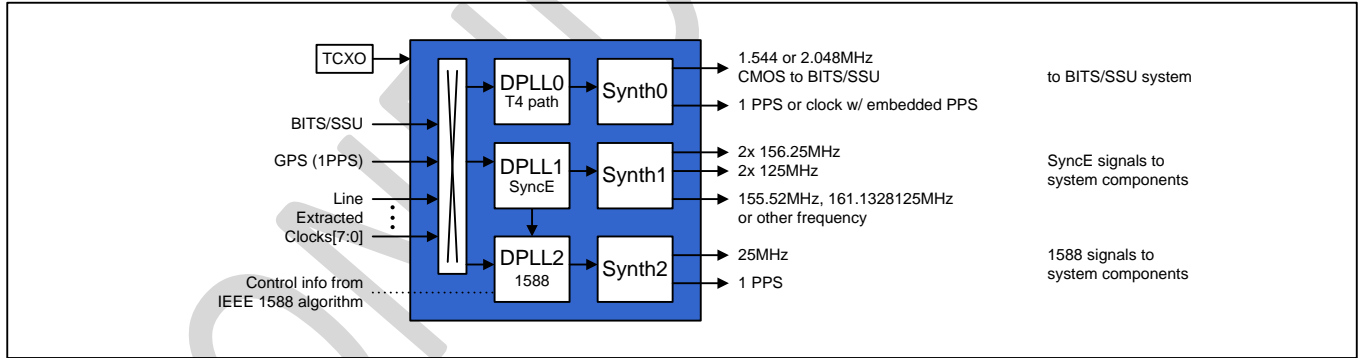 TCXO
BITS/SSU
GPS (1PPS)
Line
Extracted
Clocks[7:0]
Control info from
IEEE 1588 algorithm
DPLL0
T4 path
Synth0
DPLL1
SyncE
Synth1
DPLL2
1588
Synth2
1.544 or 2.048MHz
CMOS to BITS/SSU
1 PPS or clock w/ embedded PPS
2x 156.25MHz
2x 125MHz
155.52MHz, 161.1328125MHz
or other frequency
25MHz
1 PPS
to BITS/SSU system
SyncE signals to
system components
1588 signals to
system components